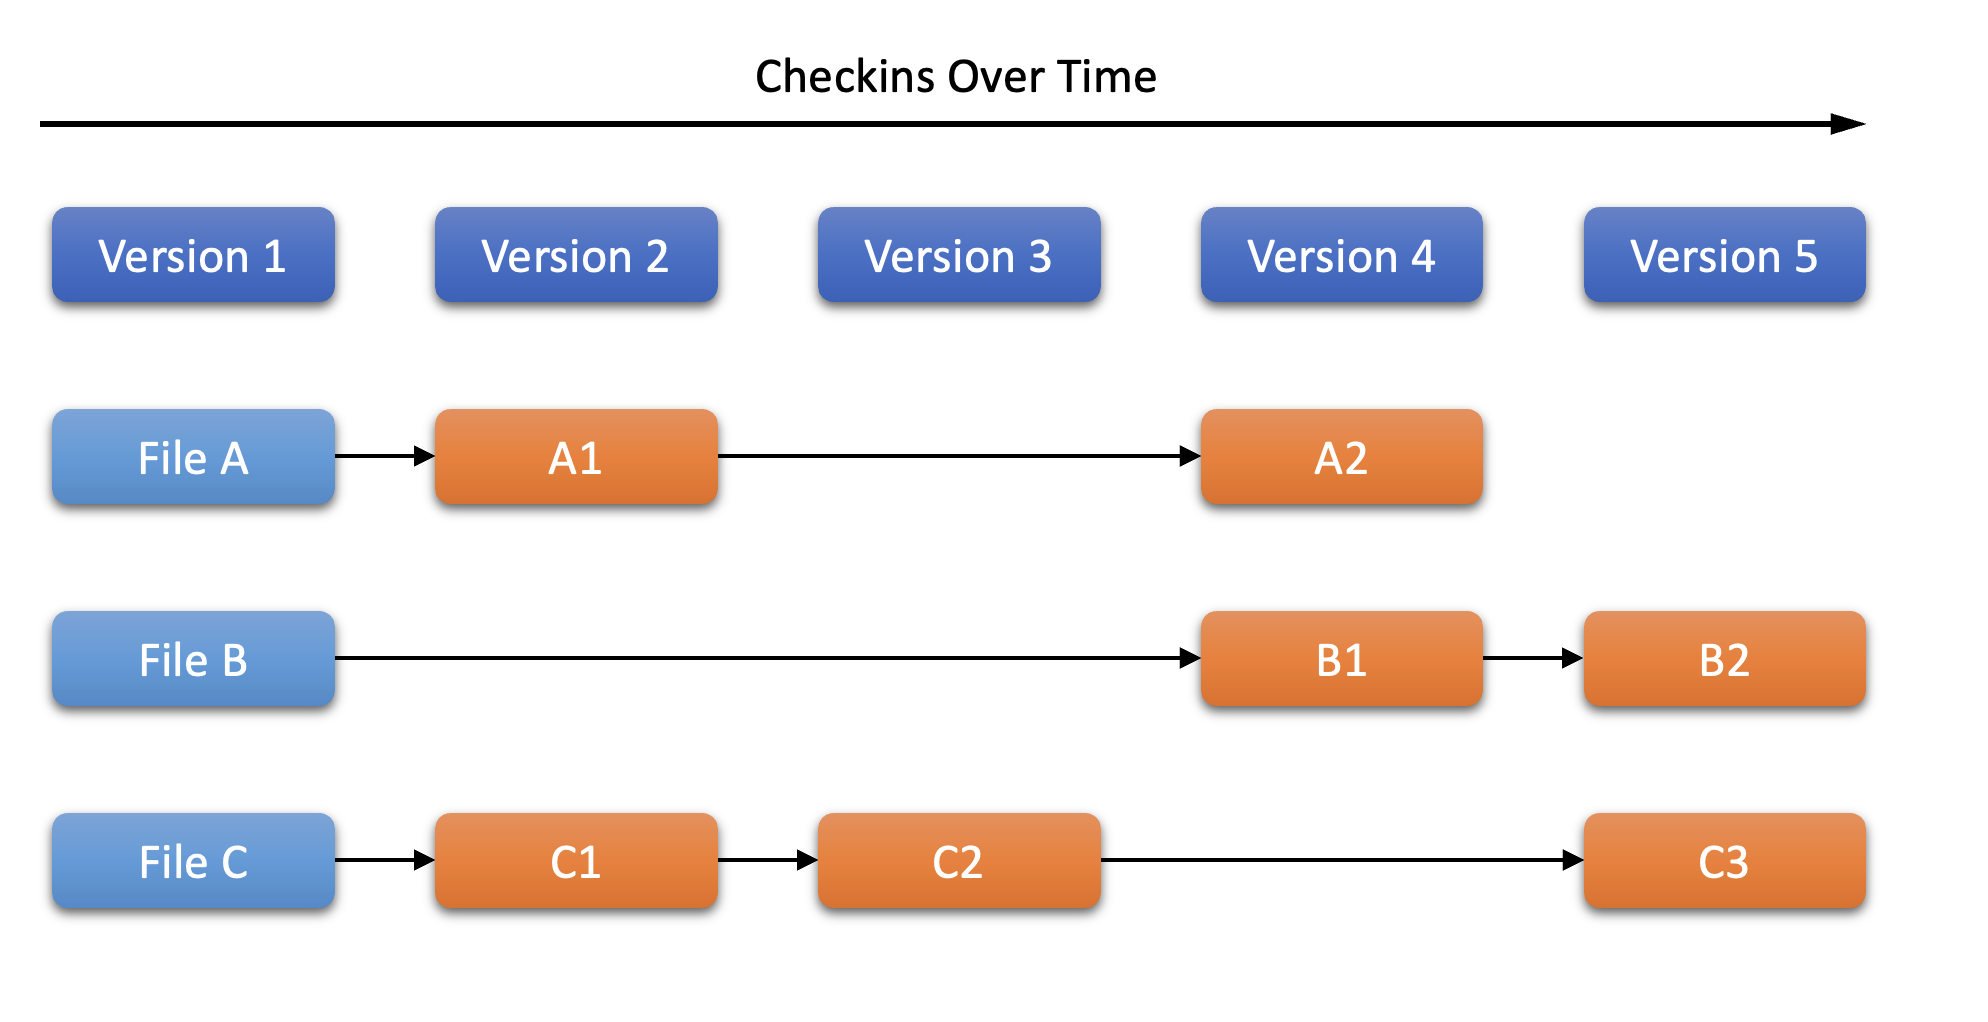 Checkins Over Time
Version 1 Version 2 Version 3 Version 4 Version 5
File A A1 A2
File B B1 B2
File C C1 C2 C3